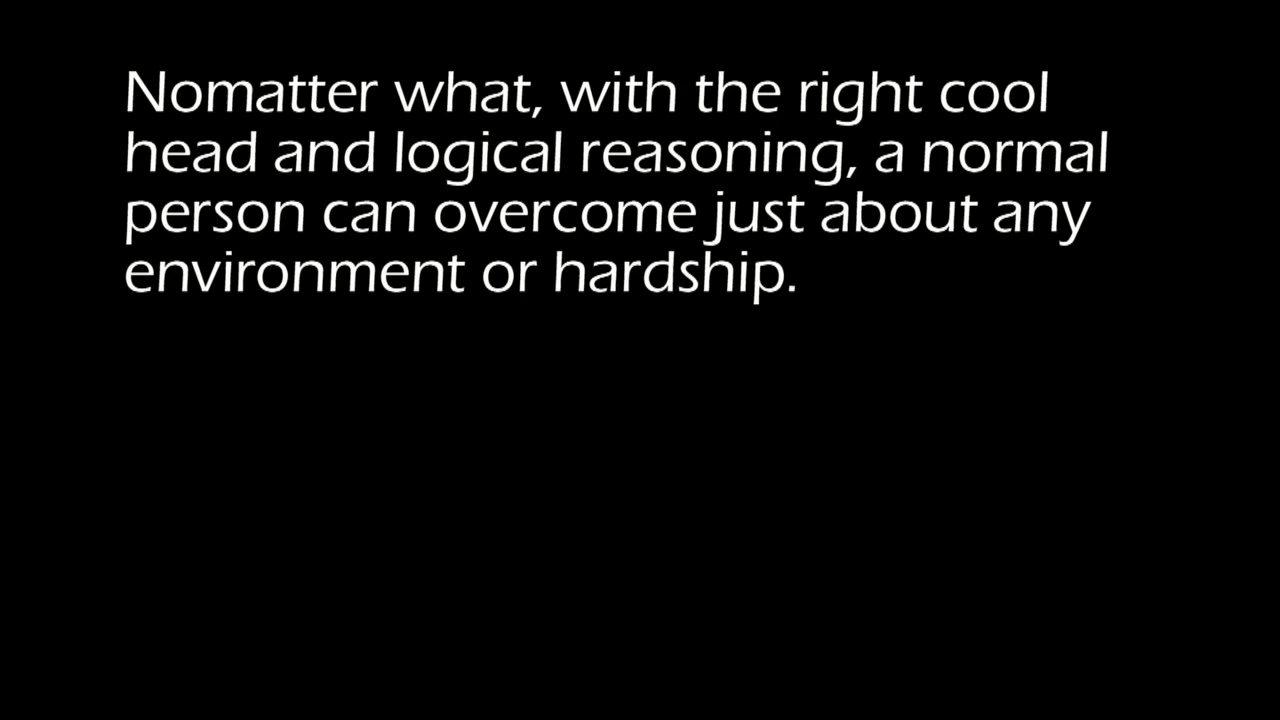 Nomatter what, with the right cool
head and logical reasoning, a normal
person can overcome just about any
environment or hardship.